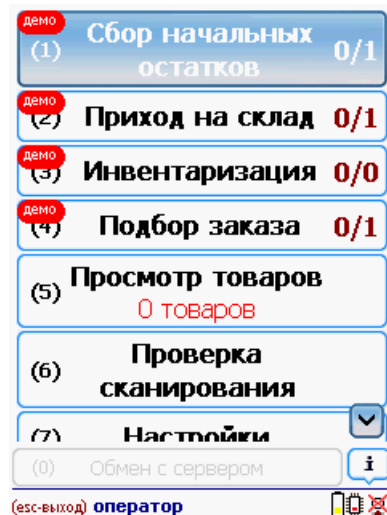 демо
(1) Сбор начальных 0/1
остатков
демо
(2) Приход на склад 0/1
демо
(3) Инвентаризация 0/0
демо
(4) Подбор заказа 0/1
(5) Просмотр товаров
0 товаров
(6) Проверка
сканирования
(7) Настройки
(0) Обмен с сервером i
(esc-выход) оператор